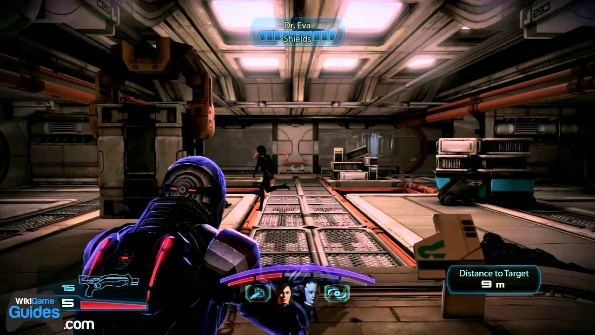 Dr. Eva
Shields
Distance to Target
9 m
15
5
WikiGame
Guides
.com